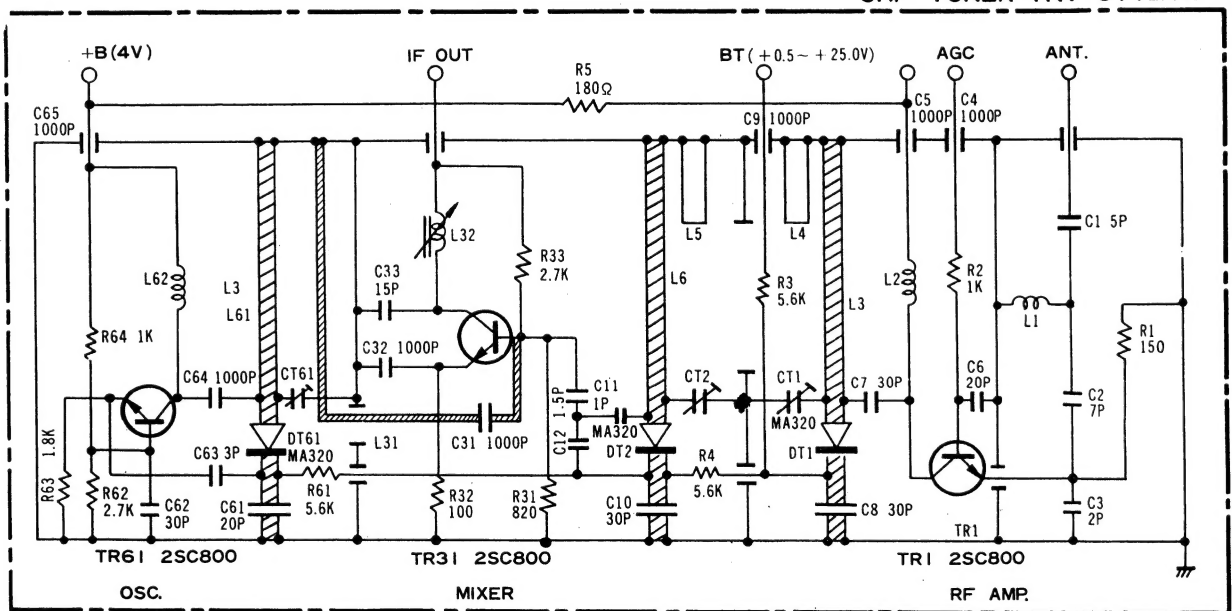 +B(4V)
IF OUT
BT(+0.5~+25.0V)
AGC
ANT.
R5
180Ω
C65
1000P
C9 1000P
C5
1000P
C4
1000P
L62
L3
L61
L32
R33
2.7K
C33
15P
L6
L5
L4
R3
5.6K
L3
L2
R2
1K
C1 5P
L1
R1
150
R64 1K
C64 1000P
CT61
C32 1000P
C11
1P
1.5P
C12
MA320
CT2
CT1
MA320
C7 30P
C6
20P
C2
7P
1.8K
R63
DT61
MA320
L31
C31 1000P
DT2
R4
5.6K
DT1
C63 3P
R62
2.7K
C62
30P
C61
20P
R61
5.6K
R32
100
R31
820
C10
30P
C8 30P
TR1
C3
2P
TR61 2SC800
TR31 2SC800
TR1 2SC800
OSC.
MIXER
RF AMP.